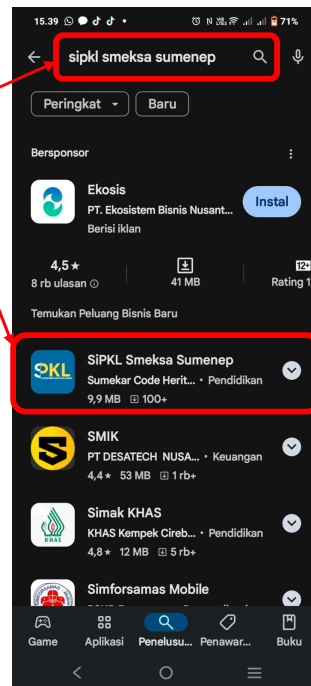 15.39 71%
sipkl smeksa sumenep
Peringkat Baru
Bersponsor
Ekosis
PT. Ekosistem Bisnis Nusant...
Berisi iklan
Instal
4,5★ 12+
8 rb ulasan 41 MB Rating 1
Temukan Peluang Bisnis Baru
PKL
SiPKL Smeksa Sumenep
Sumekar Code Herit... • Pendidikan
9,9 MB 100+
S
SMIK
PT DESATECH NUSA... • Keuangan
4,4★ 53 MB 1 rb+
KHAS
Simak KHAS
KHAS Kempek Cireb... • Pendidikan
4,8★ 12 MB 5 rb+
Simforsamas Mobile
Game Aplikasi Penelusu... Penawar... Buku